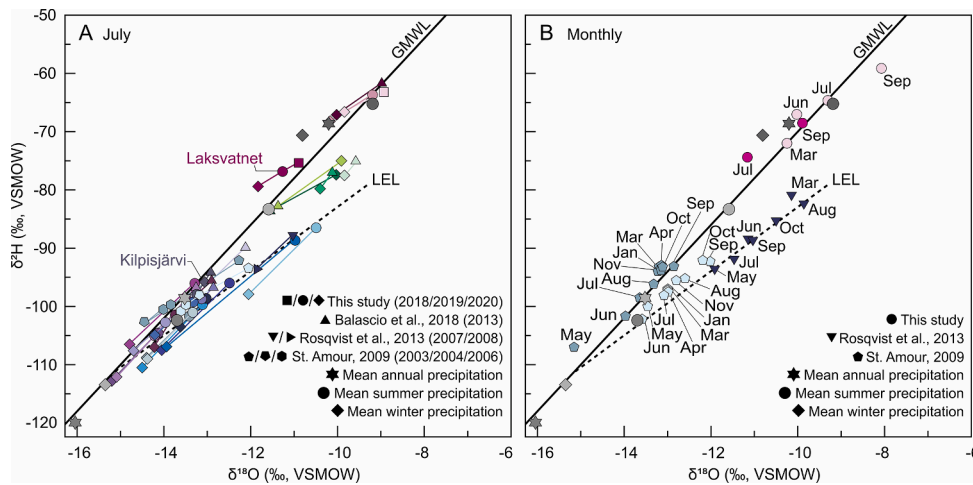 A July
GMWL
-50
-60
-70
-80
-90
-100
-110
-120
δ²H (‰, VSMOW)
Laksvatnet
LEL
Kilpisjärvi
■/●/◆ This study (2018/2019/2020)
▲ Balascio et al., 2018 (2013)
▼/► Rosqvist et al., 2013 (2007/2008)
St. Amour, 2009 (2003/2004/2006)
Mean annual precipitation
Mean summer precipitation
Mean winter precipitation
-16 -15 -14 -13 -12 -11 -10 -9 -8 -7 -6
δ¹⁸O (‰, VSMOW)
B Monthly
GMWL
Sep
Jul
Jun
Sep
Mar
Jul
LEL
Mar
Aug
Sep
Oct
Apr
Mar
Jan
Nov
Aug
Jul
Oct
Sep
Jun
Oct
Sep
Jul
May
Aug
Nov
Jan
Mar
Jun
May
Jul
May
Apr
Jun
This study
Rosqvist et al., 2013
St. Amour, 2009
Mean annual precipitation
Mean summer precipitation
Mean winter precipitation
-16 -14 -12 -10 -8 -6
δ¹⁸O (‰, VSMOW)